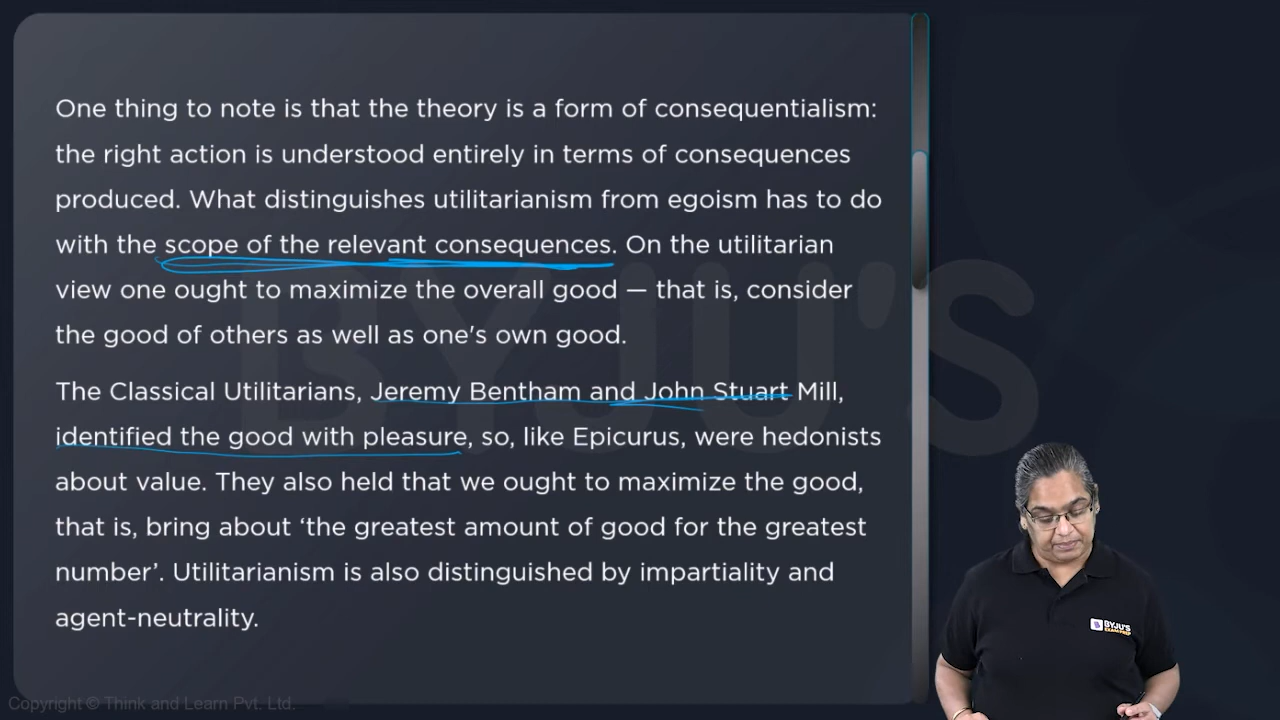 One thing to note is that the theory is a form of consequentialism:
the right action is understood entirely in terms of consequences
produced. What distinguishes utilitarianism from egoism has to do
with the scope of the relevant consequences. On the utilitarian
view one ought to maximize the overall good — that is, consider
the good of others as well as one's own good.
The Classical Utilitarians, Jeremy Bentham and John Stuart Mill,
identified the good with pleasure, so, like Epicurus, were hedonists
about value. They also held that we ought to maximize the good,
that is, bring about ‘the greatest amount of good for the greatest
number’. Utilitarianism is also distinguished by impartiality and
agent-neutrality.
BYJU'S
BYJU'S
EXAM PREP
Copyright © Think and Learn Pvt. Ltd.